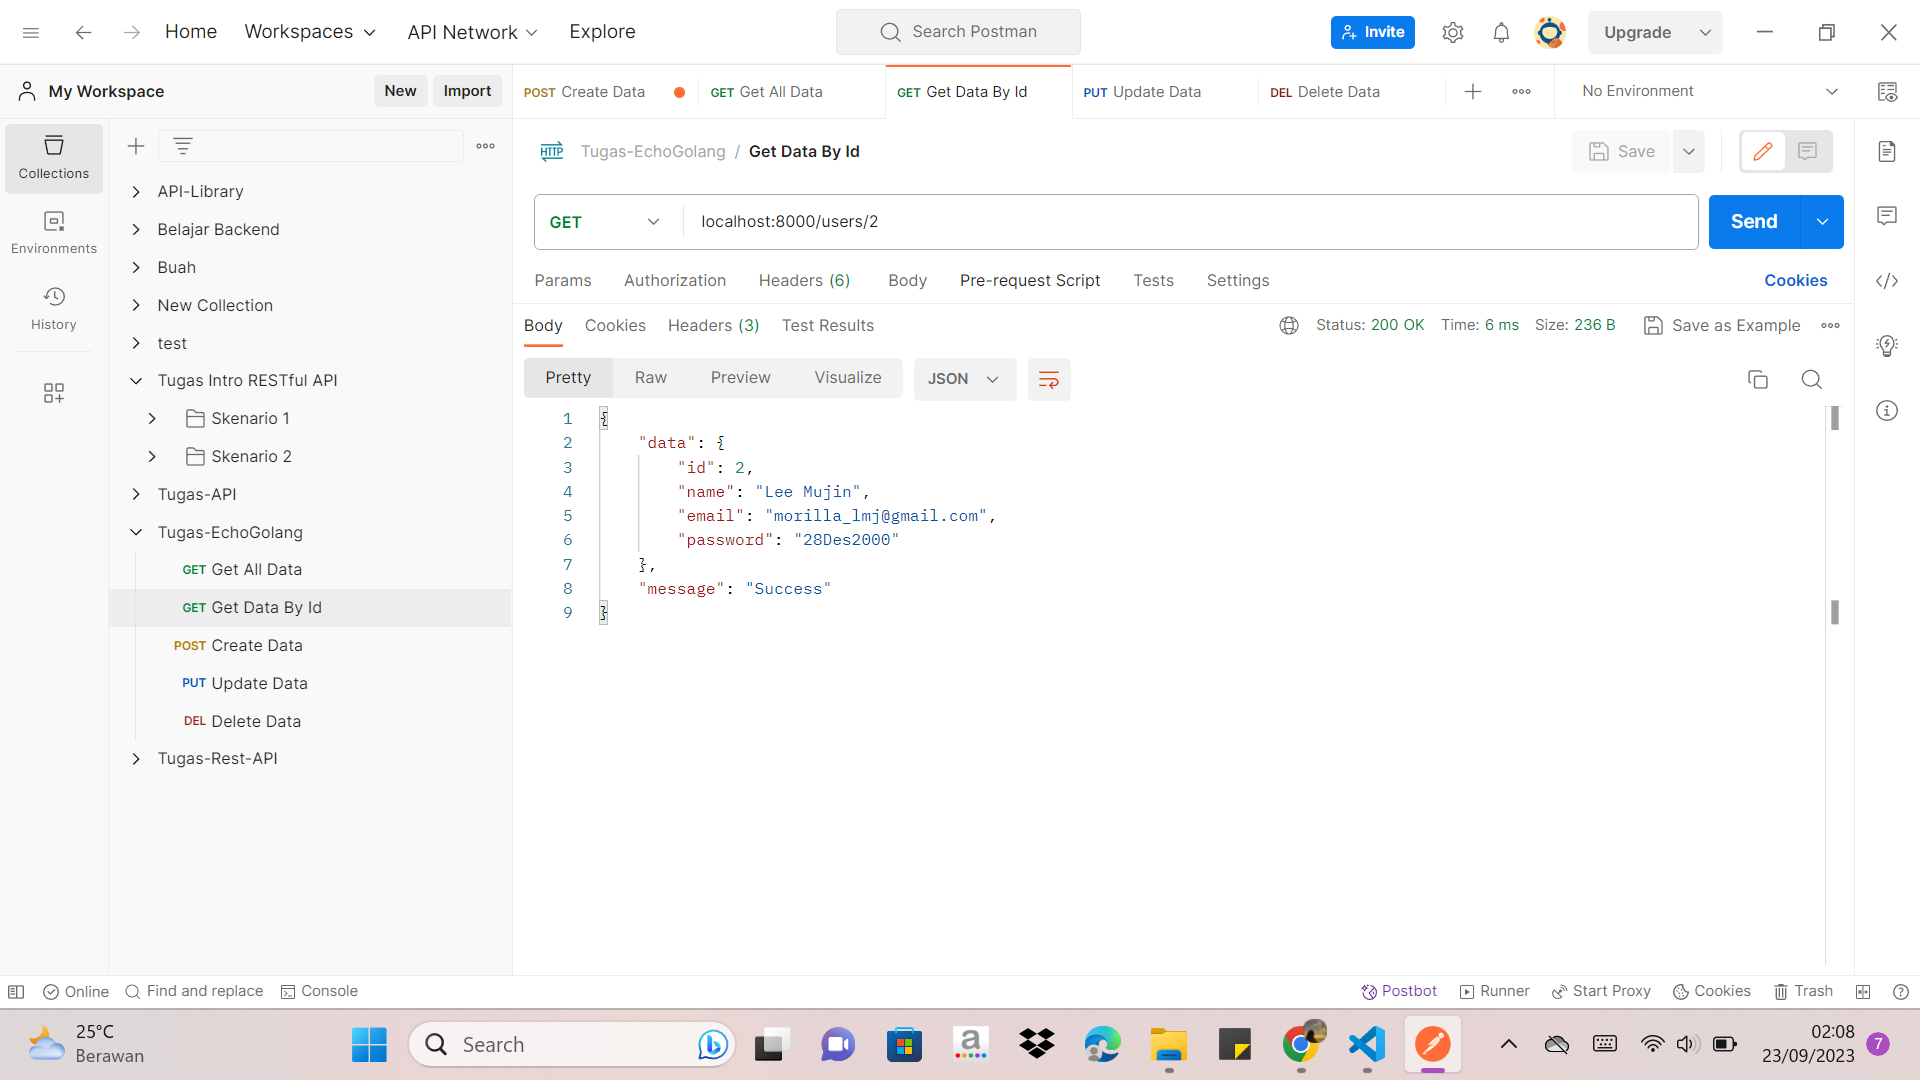 Home Workspaces API Network Explore Search Postman Invite Upgrade
My Workspace New Import POST Create Data GET Get All Data GET Get Data By Id PUT Update Data DEL Delete Data No Environment
Collections
Environments
History
API-Library
Belajar Backend
Buah
New Collection
test
Tugas Intro RESTful API
Skenario 1
Skenario 2
Tugas-API
Tugas-EchoGolang
GET Get All Data
GET Get Data By Id
POST Create Data
PUT Update Data
DEL Delete Data
Tugas-Rest-API
HTTP Tugas-EchoGolang / Get Data By Id Save
GET localhost:8000/users/2 Send
Params Authorization Headers (6) Body Pre-request Script Tests Settings Cookies
Body Cookies Headers (3) Test Results Status: 200 OK Time: 6 ms Size: 236 B Save as Example
Pretty Raw Preview Visualize JSON
1 {
2 "data": {
3 "id": 2,
4 "name": "Lee Mujin",
5 "email": "morilla_lmj@gmail.com",
6 "password": "28Des2000"
7 },
8 "message": "Success"
9 }
Online Find and replace Console Postbot Runner Start Proxy Cookies Trash
25°C
Berawan
Search
a
02:08
23/09/2023
7